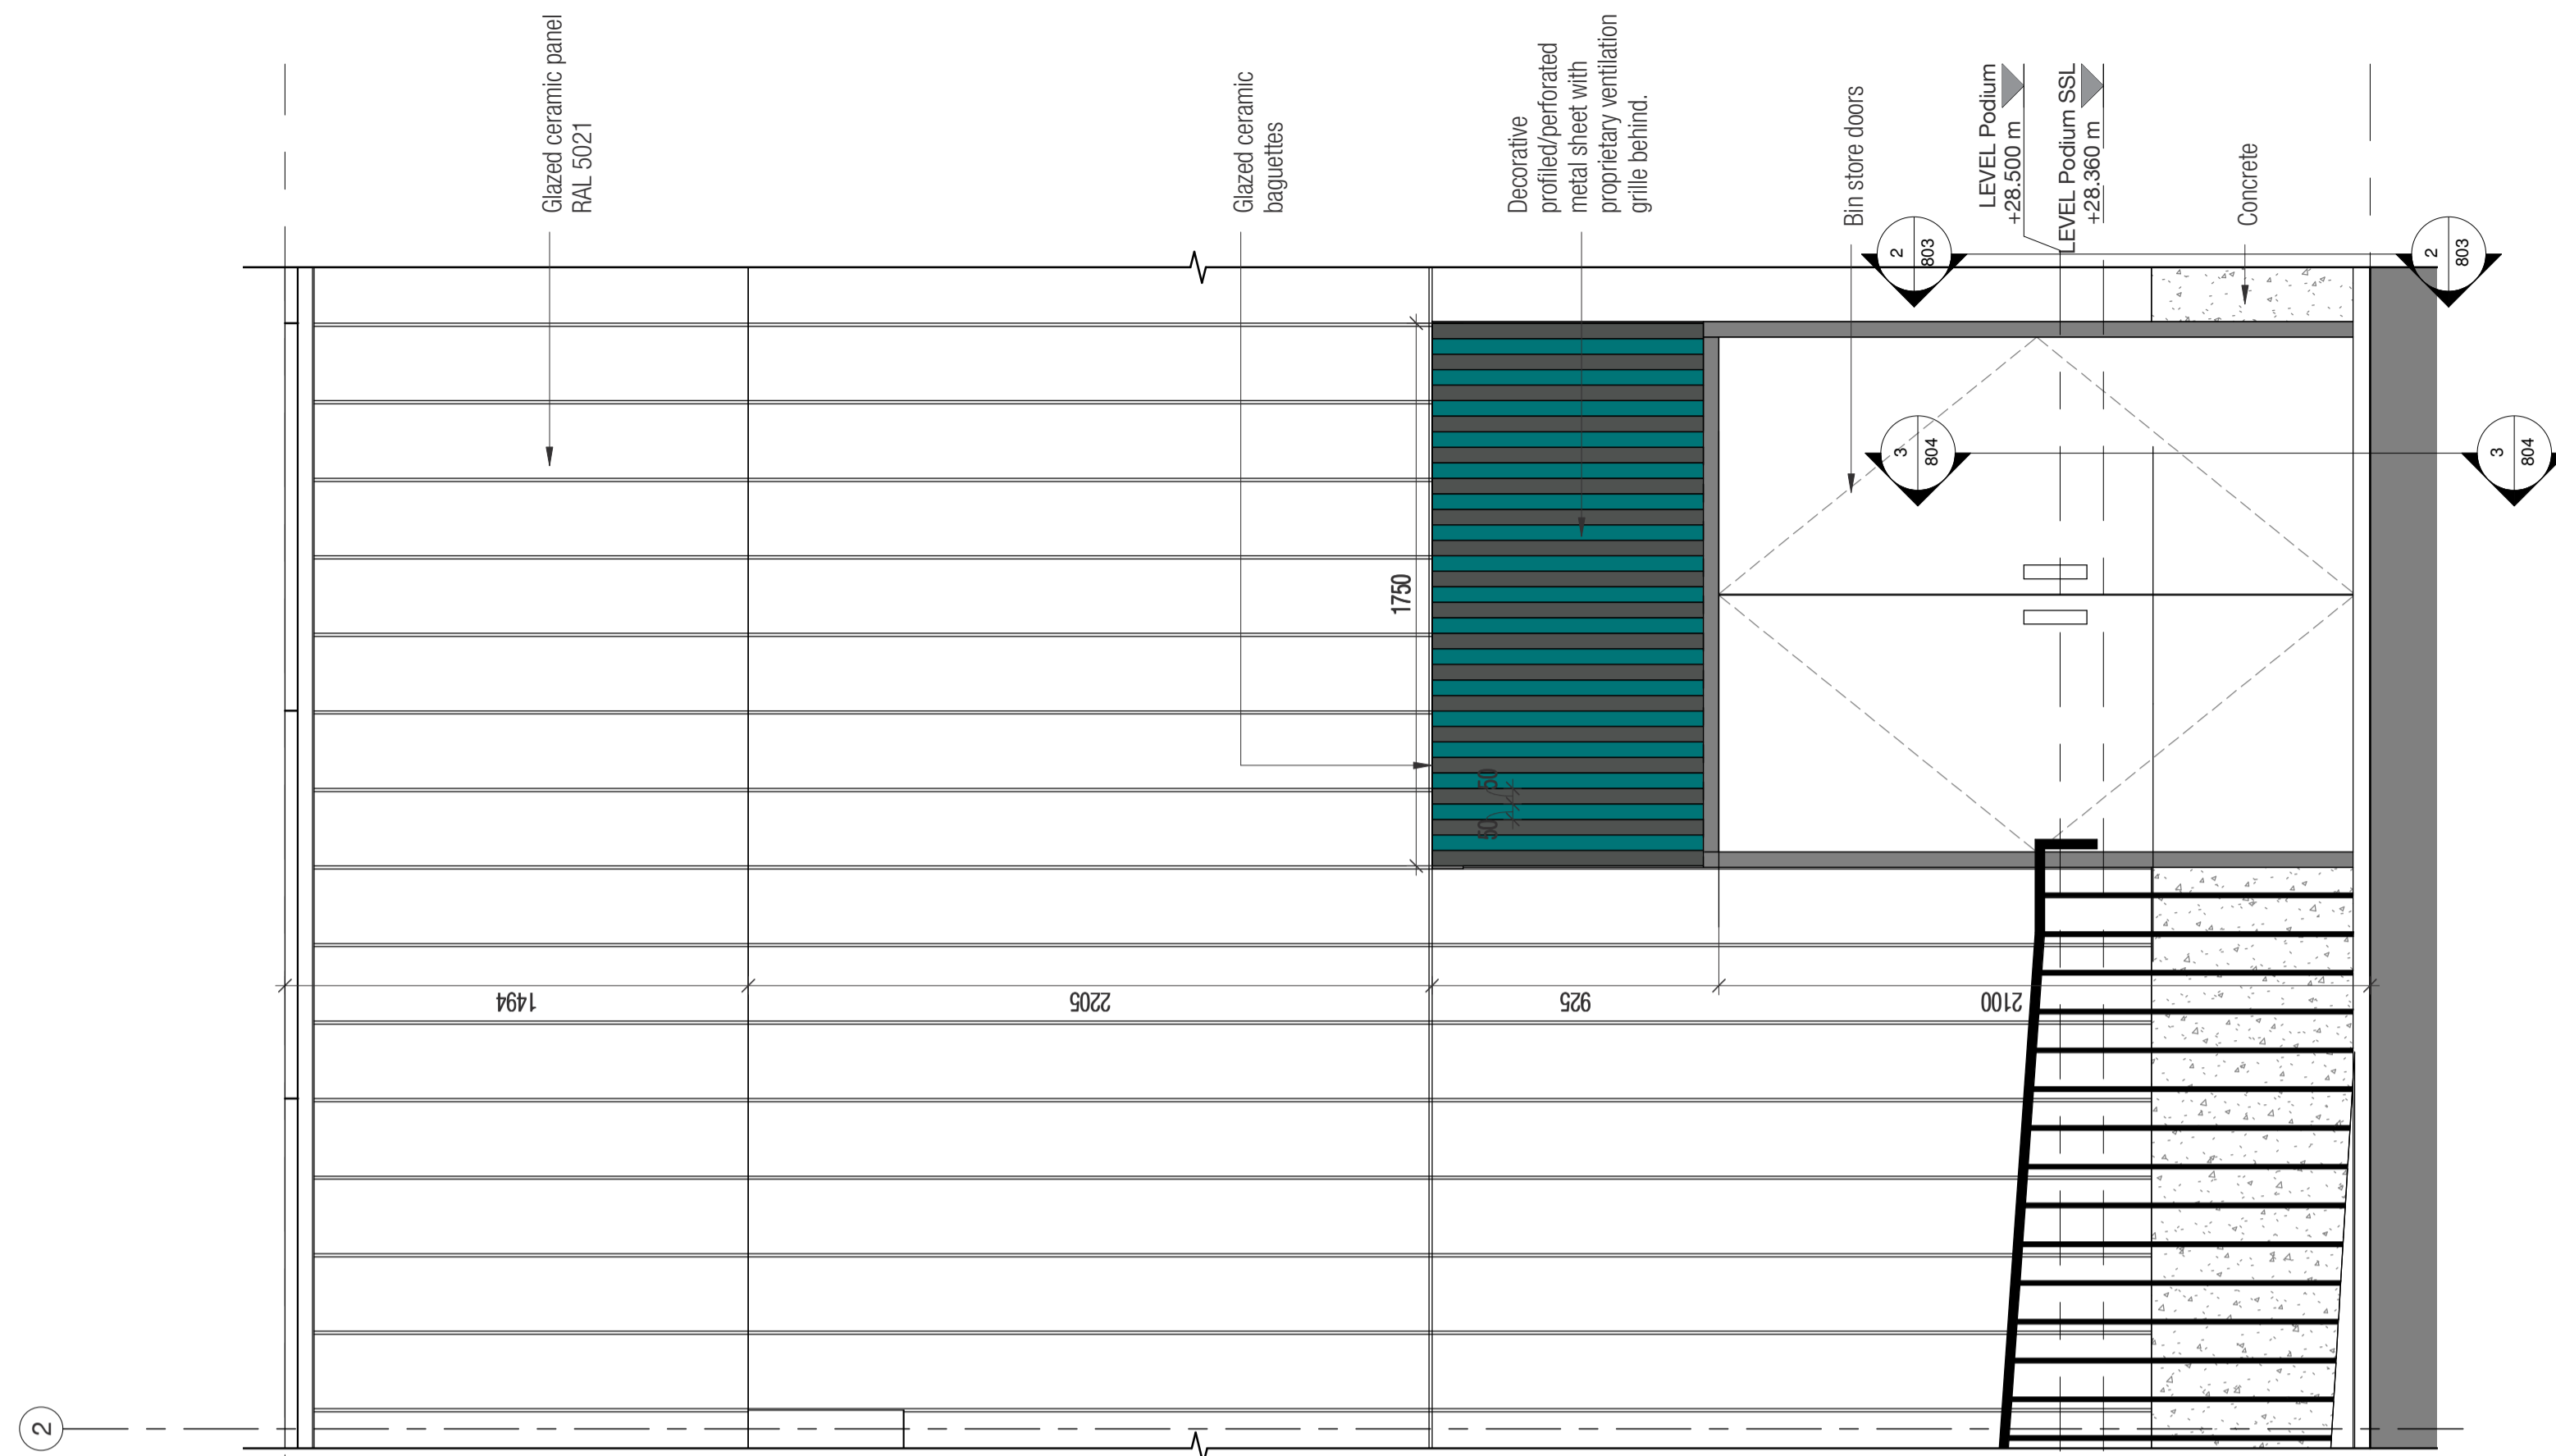 Glazed ceramic panel
RAL 5021
Glazed ceramic
baguettes
Decorative
profiled/perforated
metal sheet with
proprietary ventilation
grille behind.
Bin store doors
LEVEL Podium
+28.500 m
LEVEL Podium SSL
+28.360 m
Concrete
2
803
2
803
3
804
3
804
1750
50
50
1494
2205
925
2100
2